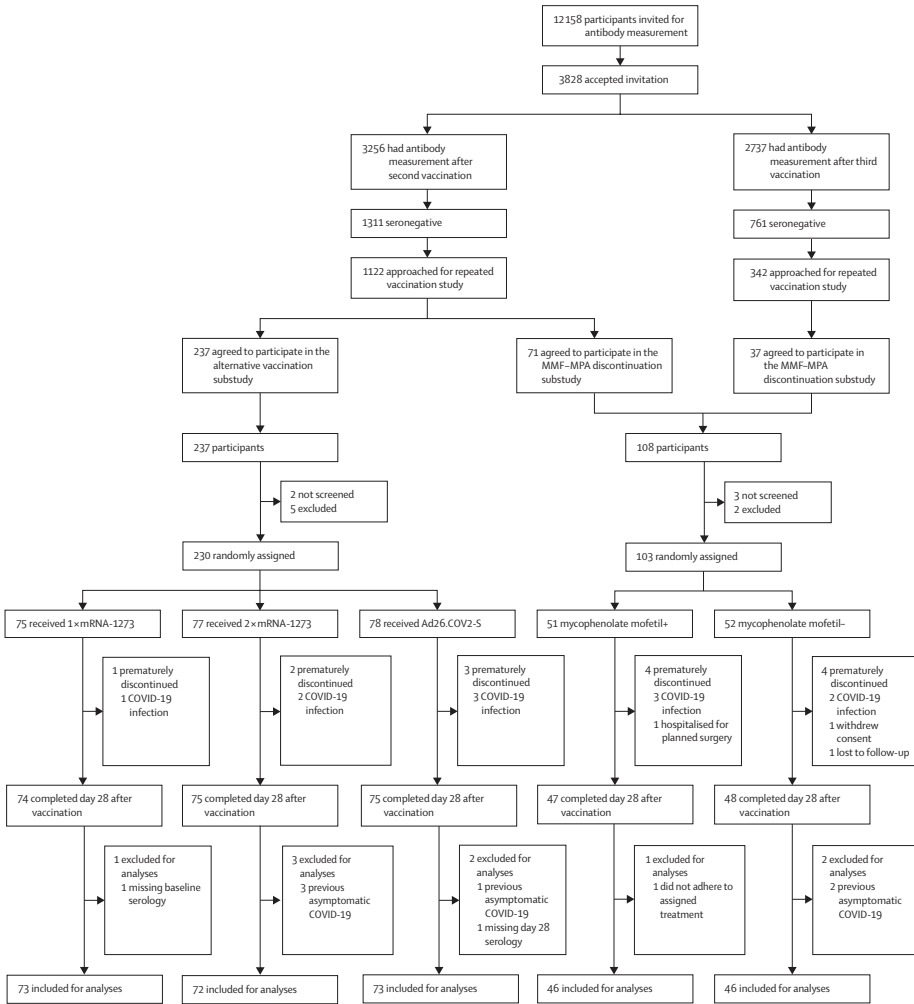 12158 participants invited for
antibody measurement
3828 accepted invitation
3256 had antibody
measurement after
second vaccination
2737 had antibody
measurement after third
vaccination
1311 seronegative
761 seronegative
1122 approached for repeated
vaccination study
342 approached for repeated
vaccination study
237 agreed to participate in the
alternative vaccination
substudy
71 agreed to participate in the
MMF–MPA discontinuation
substudy
37 agreed to participate in
the MMF–MPA
discontinuation substudy
237 participants
108 participants
2 not screened
5 excluded
3 not screened
2 excluded
230 randomly assigned
103 randomly assigned
75 received 1×mRNA-1273
77 received 2×mRNA-1273
78 received Ad26.COV2-S
51 mycophenolate mofetil+
52 mycophenolate mofetil–
1 prematurely
discontinued
1 COVID-19
infection
2 prematurely
discontinued
2 COVID-19
infection
3 prematurely
discontinued
3 COVID-19
infection
4 prematurely
discontinued
3 COVID-19
infection
1 hospitalised for
planned surgery
4 prematurely
discontinued
2 COVID-19
infection
1 withdrew
consent
1 lost to follow-up
74 completed day 28 after
vaccination
75 completed day 28 after
vaccination
75 completed day 28 after
vaccination
47 completed day 28 after
vaccination
48 completed day 28 after
vaccination
1 excluded for
analyses
1 missing baseline
serology
3 excluded for
analyses
3 previous
asymptomatic
COVID-19
2 excluded for
analyses
1 previous
asymptomatic
COVID-19
1 missing day 28
serology
1 excluded for
analyses
1 did not adhere to
assigned
treatment
2 excluded for
analyses
2 previous
asymptomatic
COVID-19
73 included for analyses
72 included for analyses
73 included for analyses
46 included for analyses
46 included for analyses